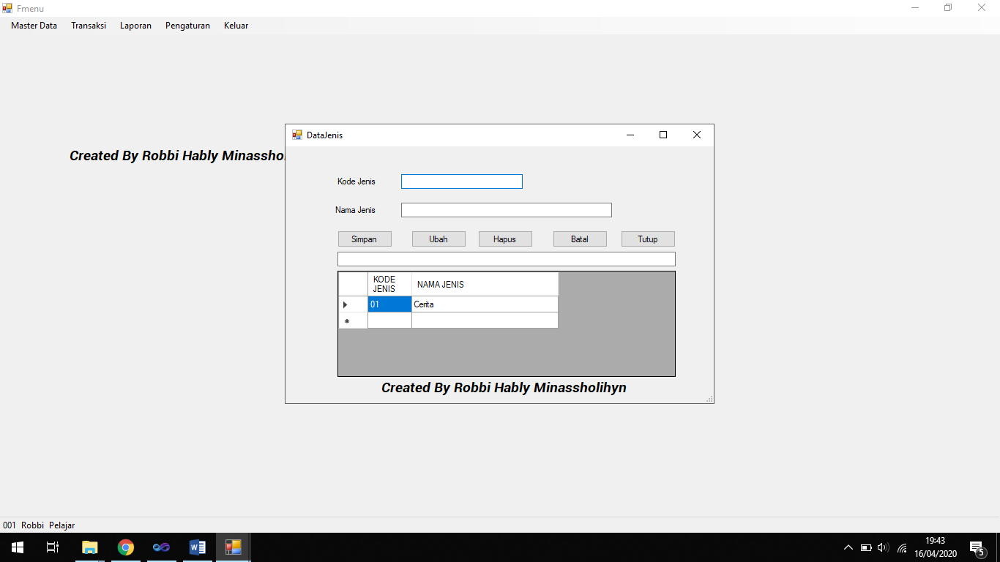 Fmenu
Master Data Transaksi Laporan Pengaturan Keluar
Created By Robbi Hably Minasshol
DataJenis
Kode Jenis
Nama Jenis
Simpan Ubah Hapus Batal Tutup
KODE JENIS NAMA JENIS
01 Cerita
Created By Robbi Hably Minassholihyn
001 Robbi Pelajar
19:43
16/04/2020
5